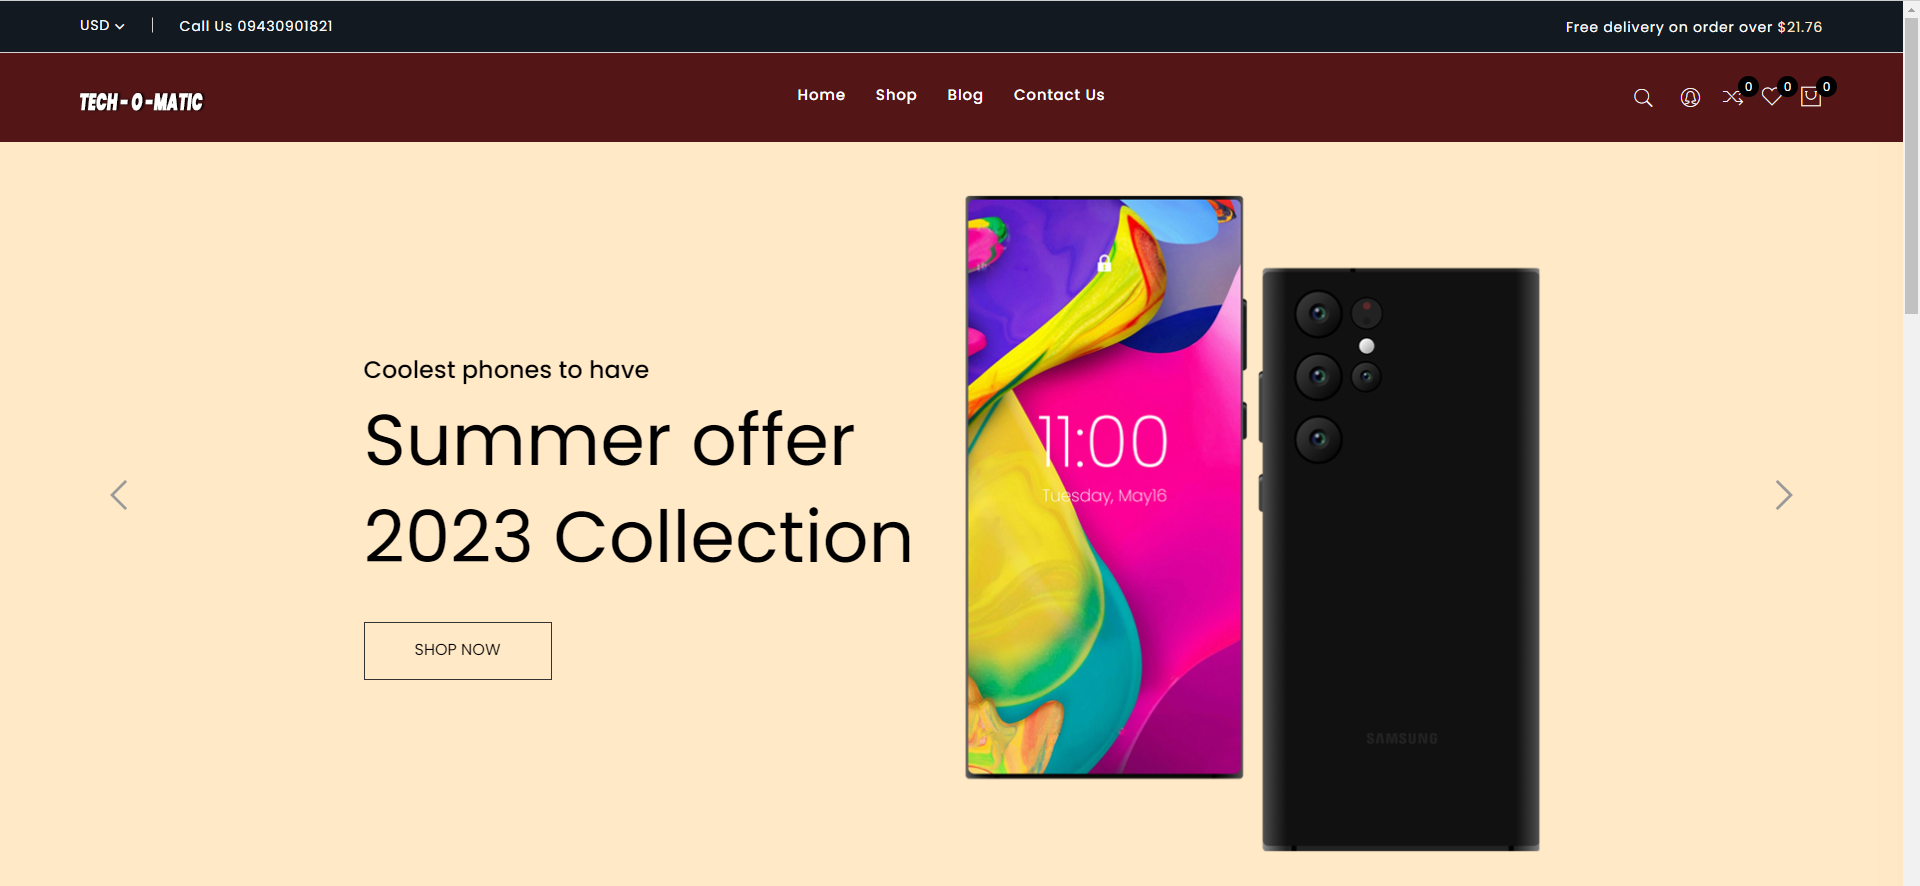 USD
Call Us 09430901821
Free delivery on order over $21.76
TECH-O-MATIC
Home
Shop
Blog
Contact Us
0
0
0
Coolest phones to have
Summer offer
2023 Collection
SHOP NOW
11:00
Tuesday, May16
SAMSUNG